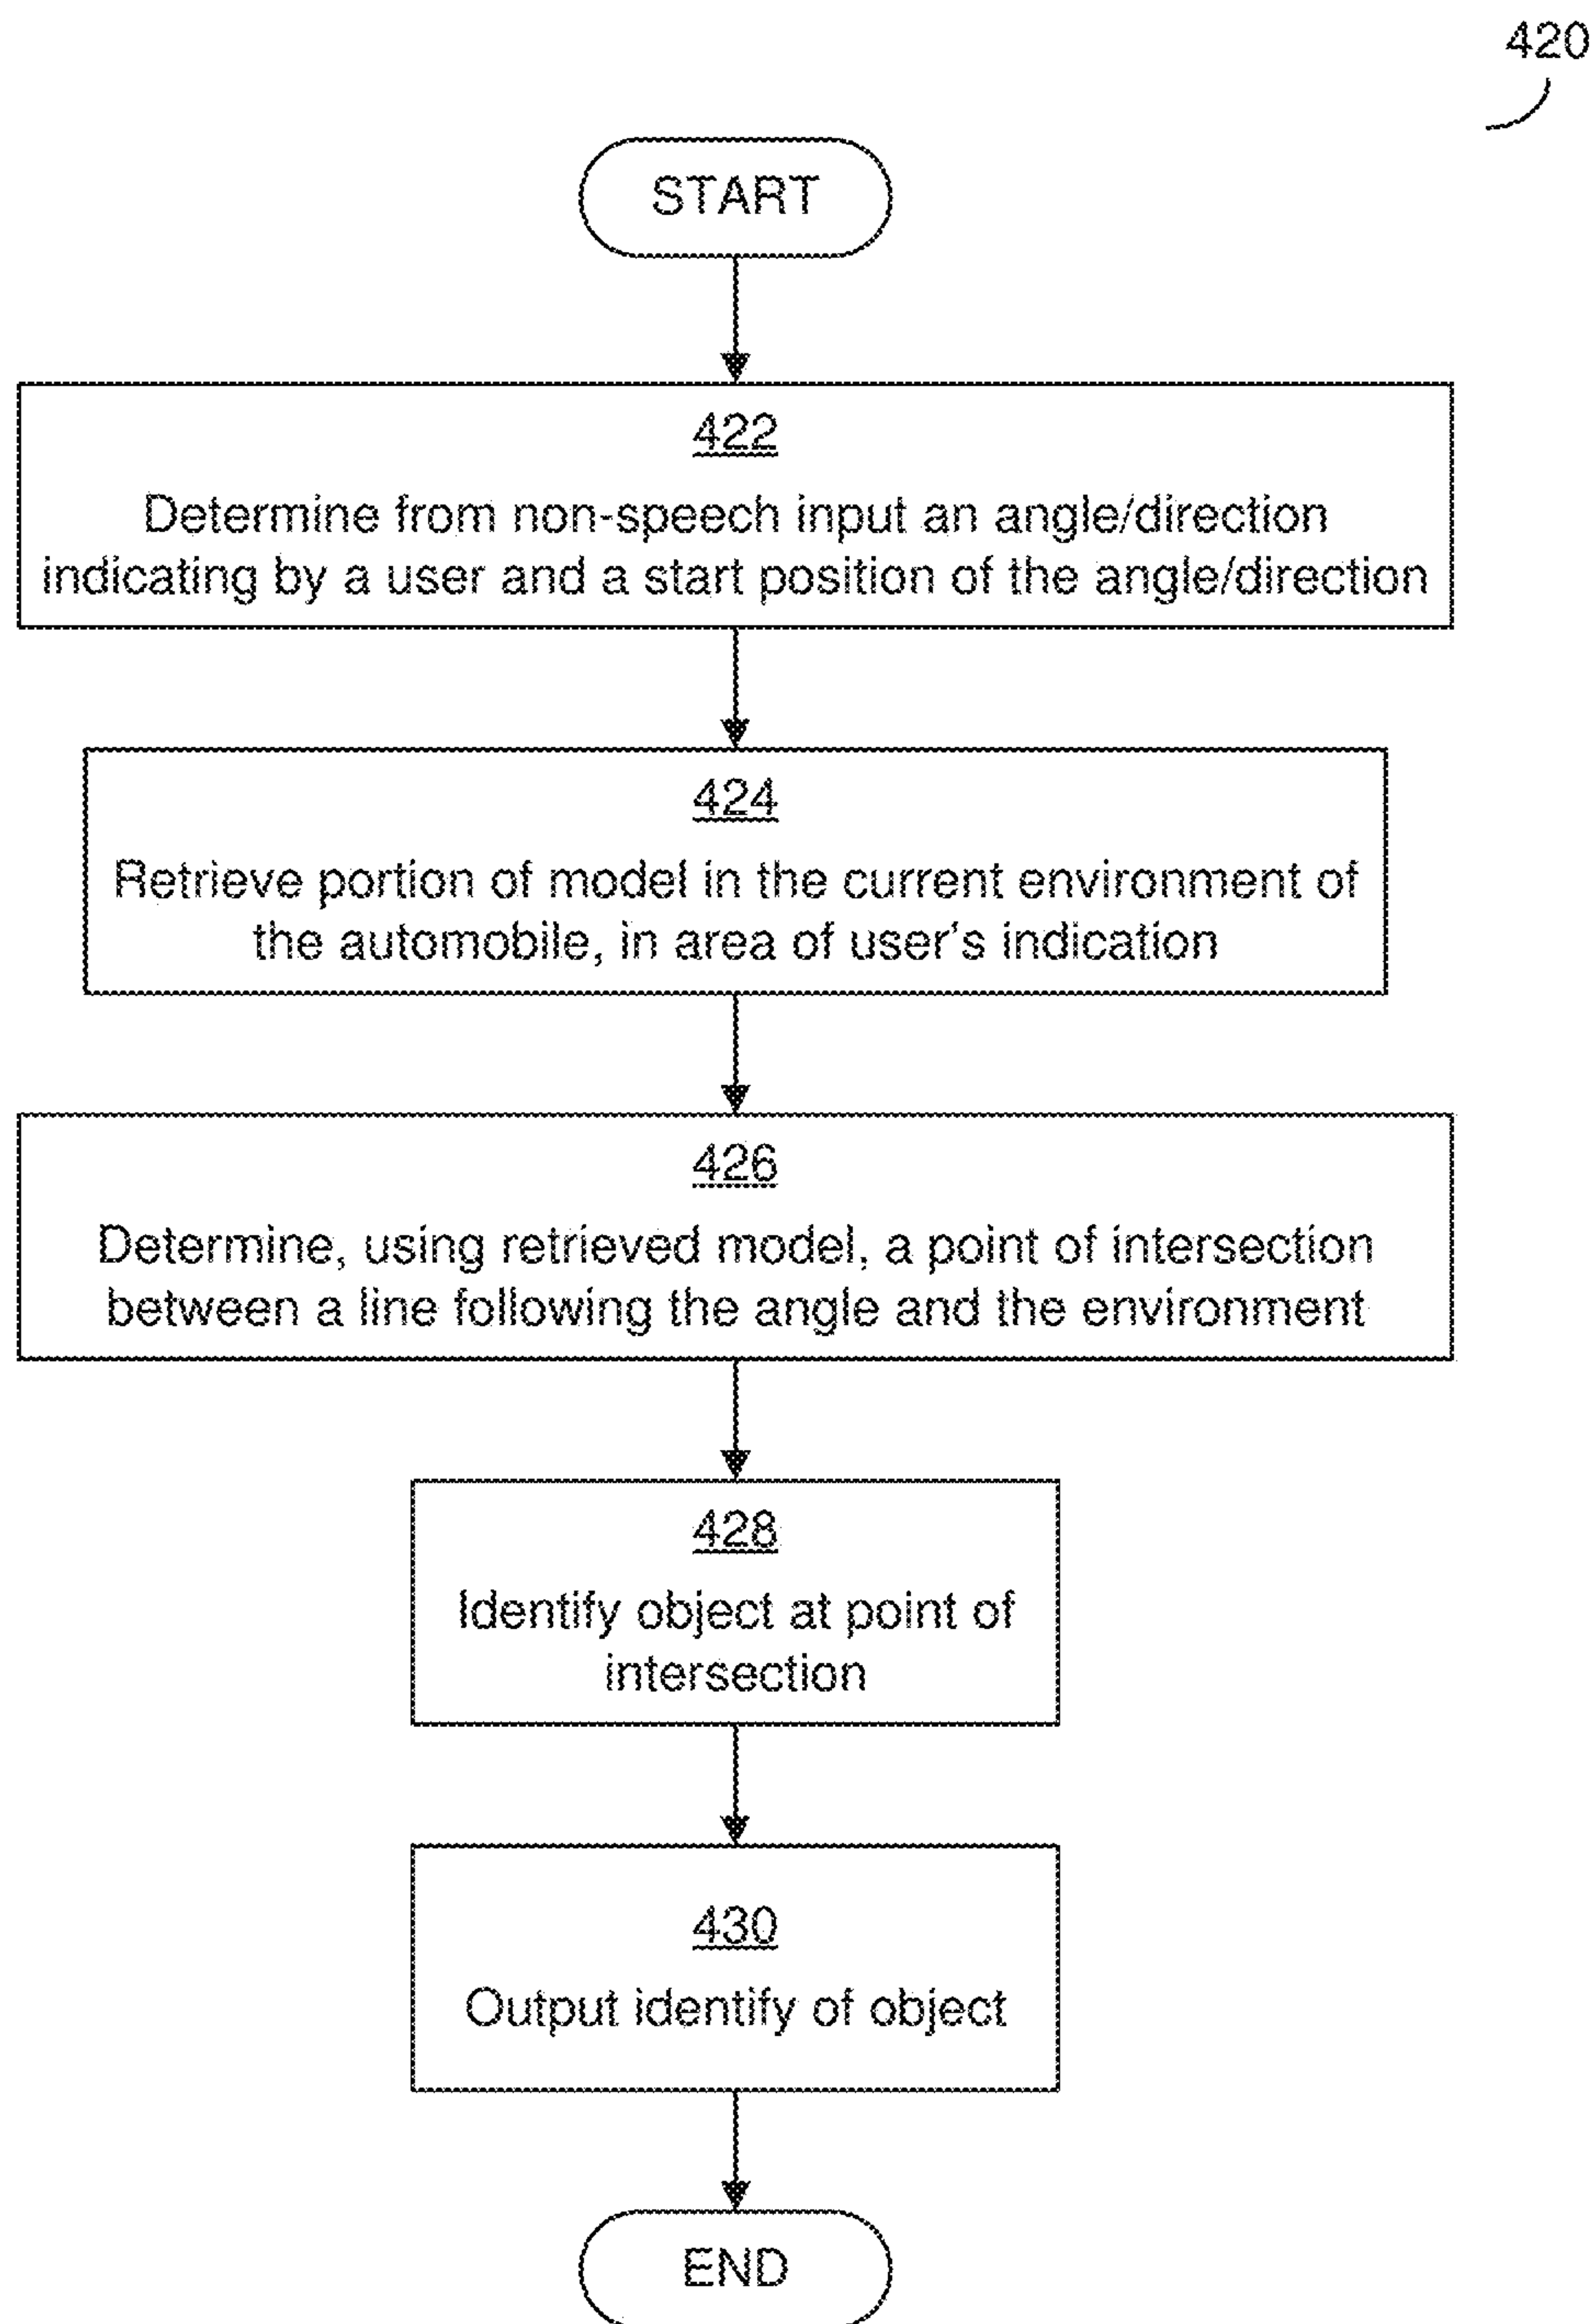 420
START
422
Determine from non-speech input an angle/direction
indicating by a user and a start position of the angle/direction
424
Retrieve portion of model in the current environment of
the automobile, in area of user's indication
426
Determine, using retrieved model, a point of intersection
between a line following the angle and the environment
428
Identify object at point of
intersection
430
Output identify of object
END